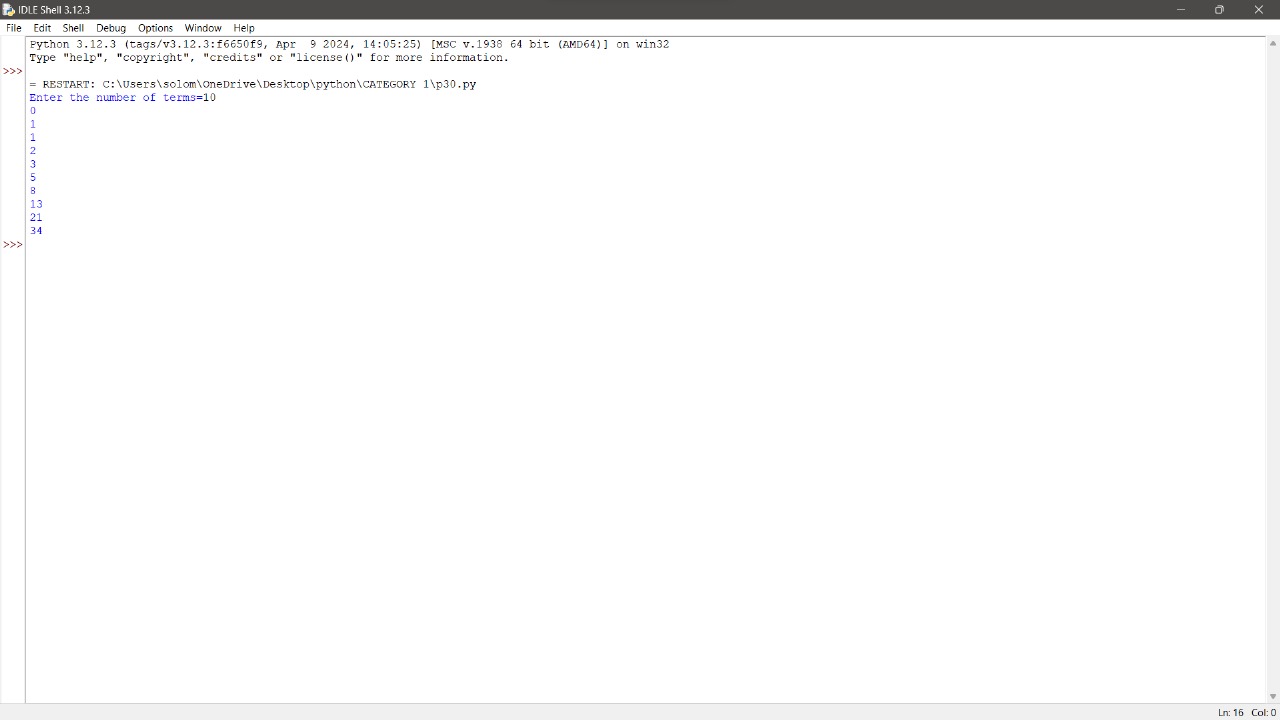 IDLE Shell 3.12.3
File Edit Shell Debug Options Window Help
Python 3.12.3 (tags/v3.12.3:f6650f9, Apr  9 2024, 14:05:25) [MSC v.1938 64 bit (AMD64)] on win32
Type "help", "copyright", "credits" or "license()" for more information.
>>>
= RESTART: C:\Users\solom\OneDrive\Desktop\python\CATEGORY 1\p30.py
Enter the number of terms=10
0
1
1
2
3
5
8
13
21
34
>>>
Ln: 16 Col: 0